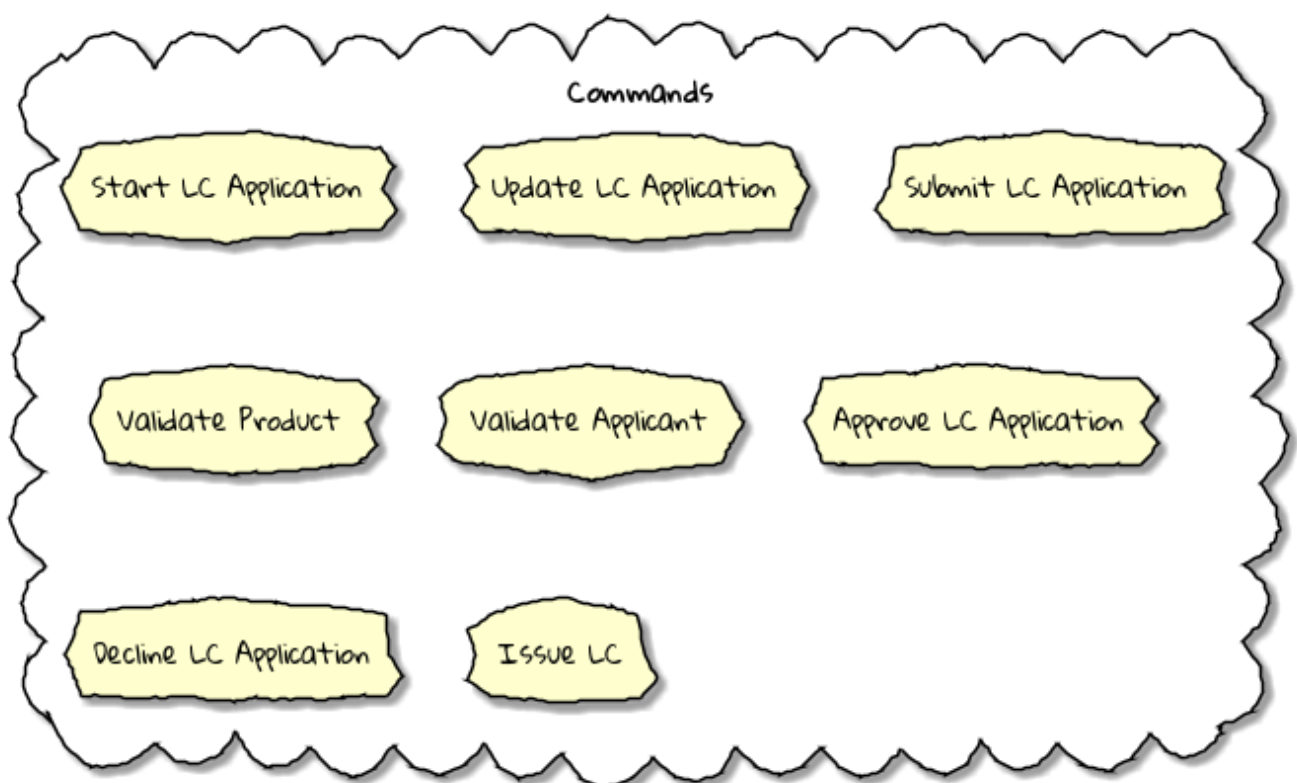 Commands
Start LC Application
Update LC Application
Submit LC Application
Validate Product
Validate Applicant
Approve LC Application
Decline LC Application
Issue LC